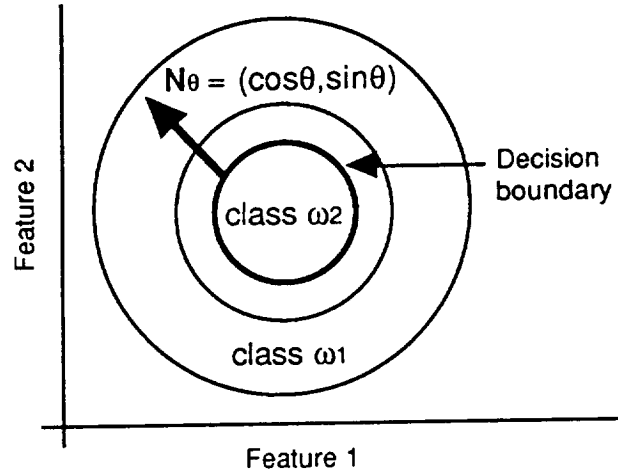 Nθ = (cosθ,sinθ)
Decision
boundary
class ω2
class ω1
Feature 2
Feature 1